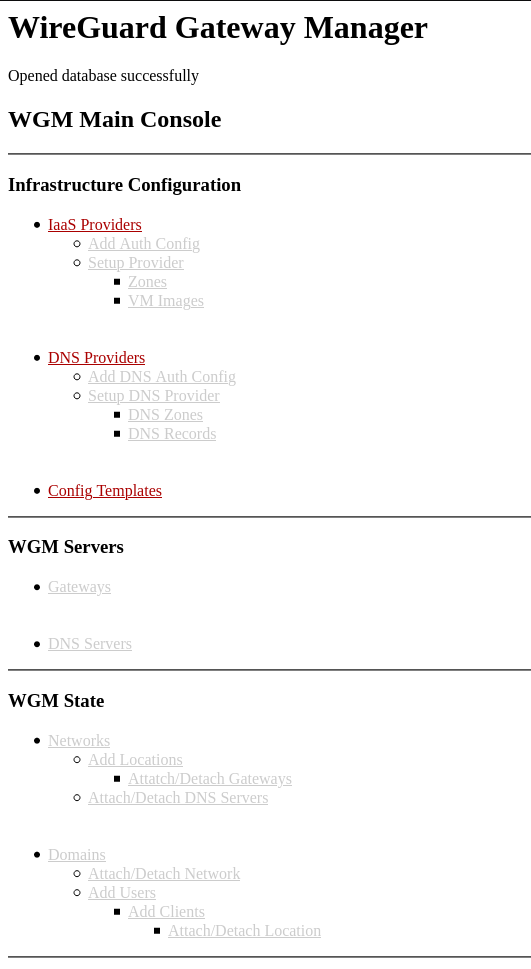 WireGuard Gateway Manager
Opened database successfully
WGM Main Console
Infrastructure Configuration
IaaS Providers
Add Auth Config
Setup Provider
Zones
VM Images
DNS Providers
Add DNS Auth Config
Setup DNS Provider
DNS Zones
DNS Records
Config Templates
WGM Servers
Gateways
DNS Servers
WGM State
Networks
Add Locations
Attatch/Detach Gateways
Attach/Detach DNS Servers
Domains
Attach/Detach Network
Add Users
Add Clients
Attach/Detach Location